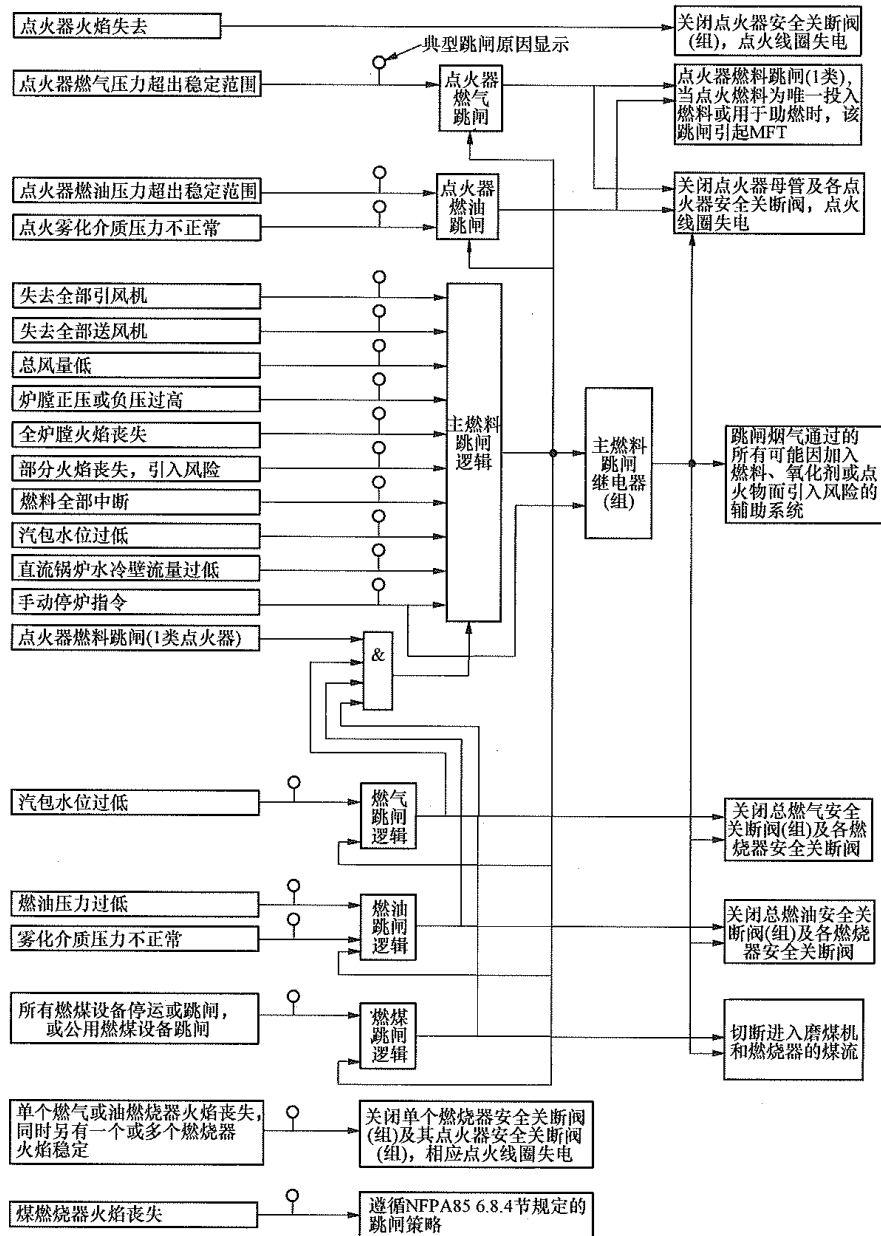 点火器火焰失去
关闭点火器安全关断阀
(组)，点火线圈失电
典型跳闸原因显示
点火器燃气压力超出稳定范围
点火器
燃气
跳闸
点火器燃料跳闸(1类)，
当点火燃料为唯一投入
燃料或用于助燃时，该
跳闸引起MFT
点火器燃油压力超出稳定范围
点火雾化介质压力不正常
点火器
燃油
跳闸
关闭点火器母管及各点
火器安全关断阀，点火
线圈失电
失去全部引风机
失去全部送风机
总风量低
炉膛正压或负压过高
全炉膛火焰丧失
部分火焰丧失，引入风险
燃料全部中断
汽包水位过低
直流锅炉水冷壁流量过低
手动停炉指令
点火器燃料跳闸(1类点火器)
主燃料
跳闸
逻辑
主燃料
跳闸
继电器
(组)
跳闸烟气通过的
所有可能因加入
燃料、氧化剂或点
火物而引入风险的
辅助系统
&
汽包水位过低
燃气
跳闸
逻辑
关闭总燃气安全
关断阀(组)及各燃
烧器安全关断阀
燃油压力过低
雾化介质压力不正常
燃油
跳闸
逻辑
关闭总燃油安全关
断阀(组)及各燃烧
器安全关断阀
所有燃煤设备停运或跳闸，
或公用燃煤设备跳闸
燃煤
跳闸
逻辑
切断进入磨煤机
和燃烧器的煤流
单个燃气或油燃烧器火焰丧失，
同时另有一个或多个燃烧器
火焰稳定
关闭单个燃烧器安全关断阀
(组)及其点火器安全关断阀
(组)，相应点火线圈失电
煤燃烧器火焰丧失
遵循NFPA85 6.8.4节规定的
跳闸策略